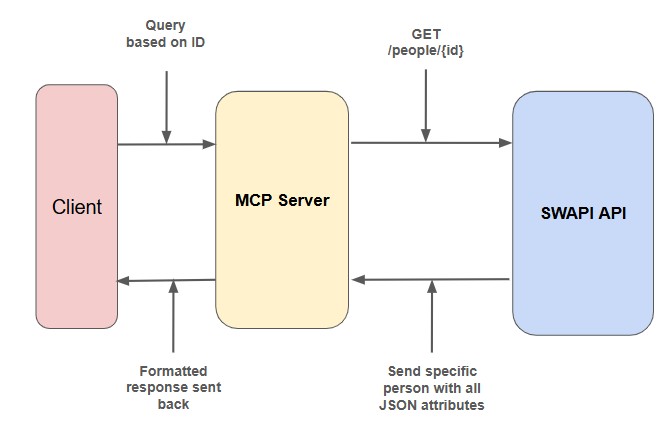 Query
based on ID
GET
/people/{id}
Client
MCP Server
SWAPI API
Formatted
response sent
back
Send specific
person with all
JSON attributes